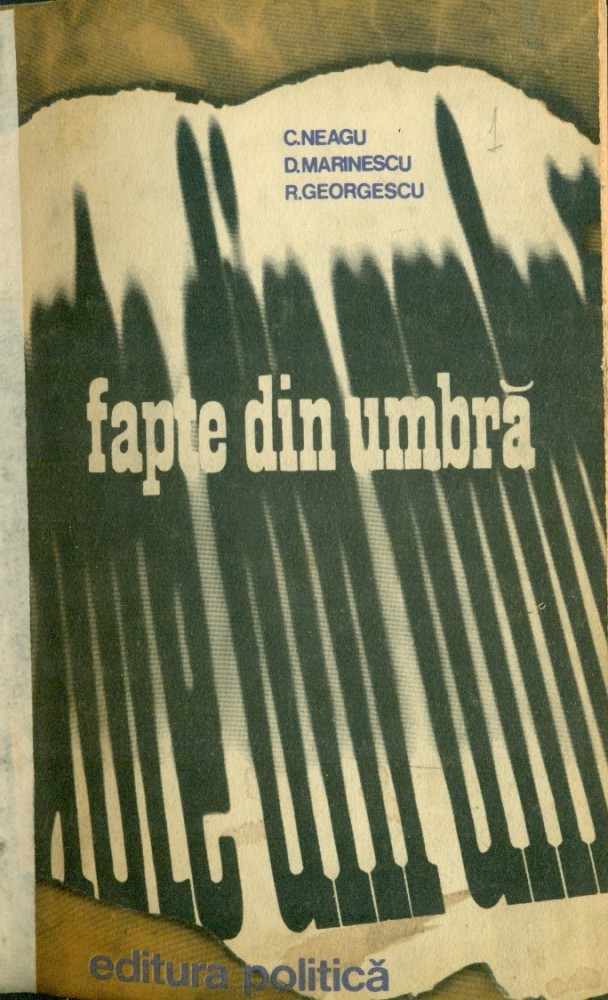 C.NEAGU
D.MARINESCU
R.GEORGESCU
1
fapte din umbră
editura politică